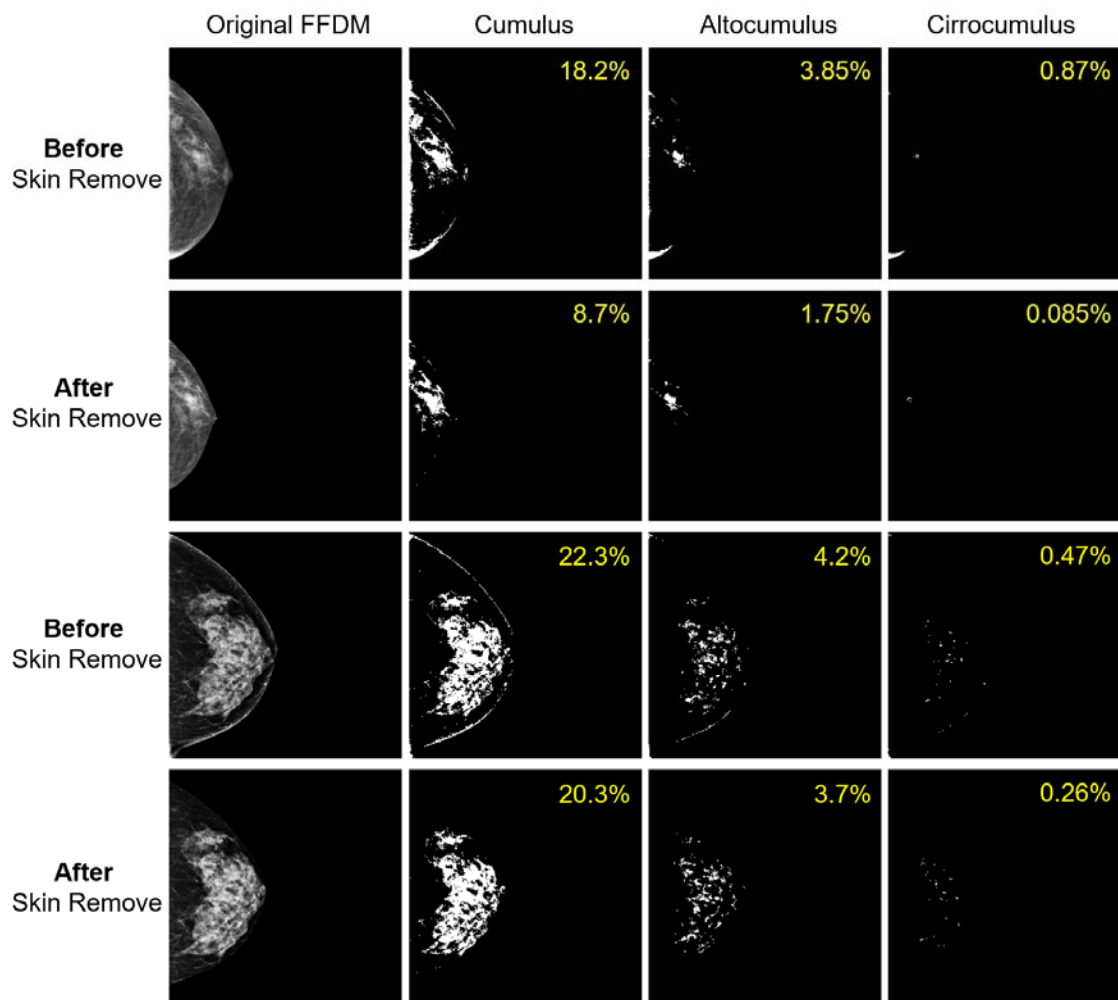 Original FFDM Cumulus Altocumulus Cirrocumulus
Before
Skin Remove
18.2% 3.85% 0.87%
After
Skin Remove
8.7% 1.75% 0.085%
Before
Skin Remove
22.3% 4.2% 0.47%
After
Skin Remove
20.3% 3.7% 0.26%